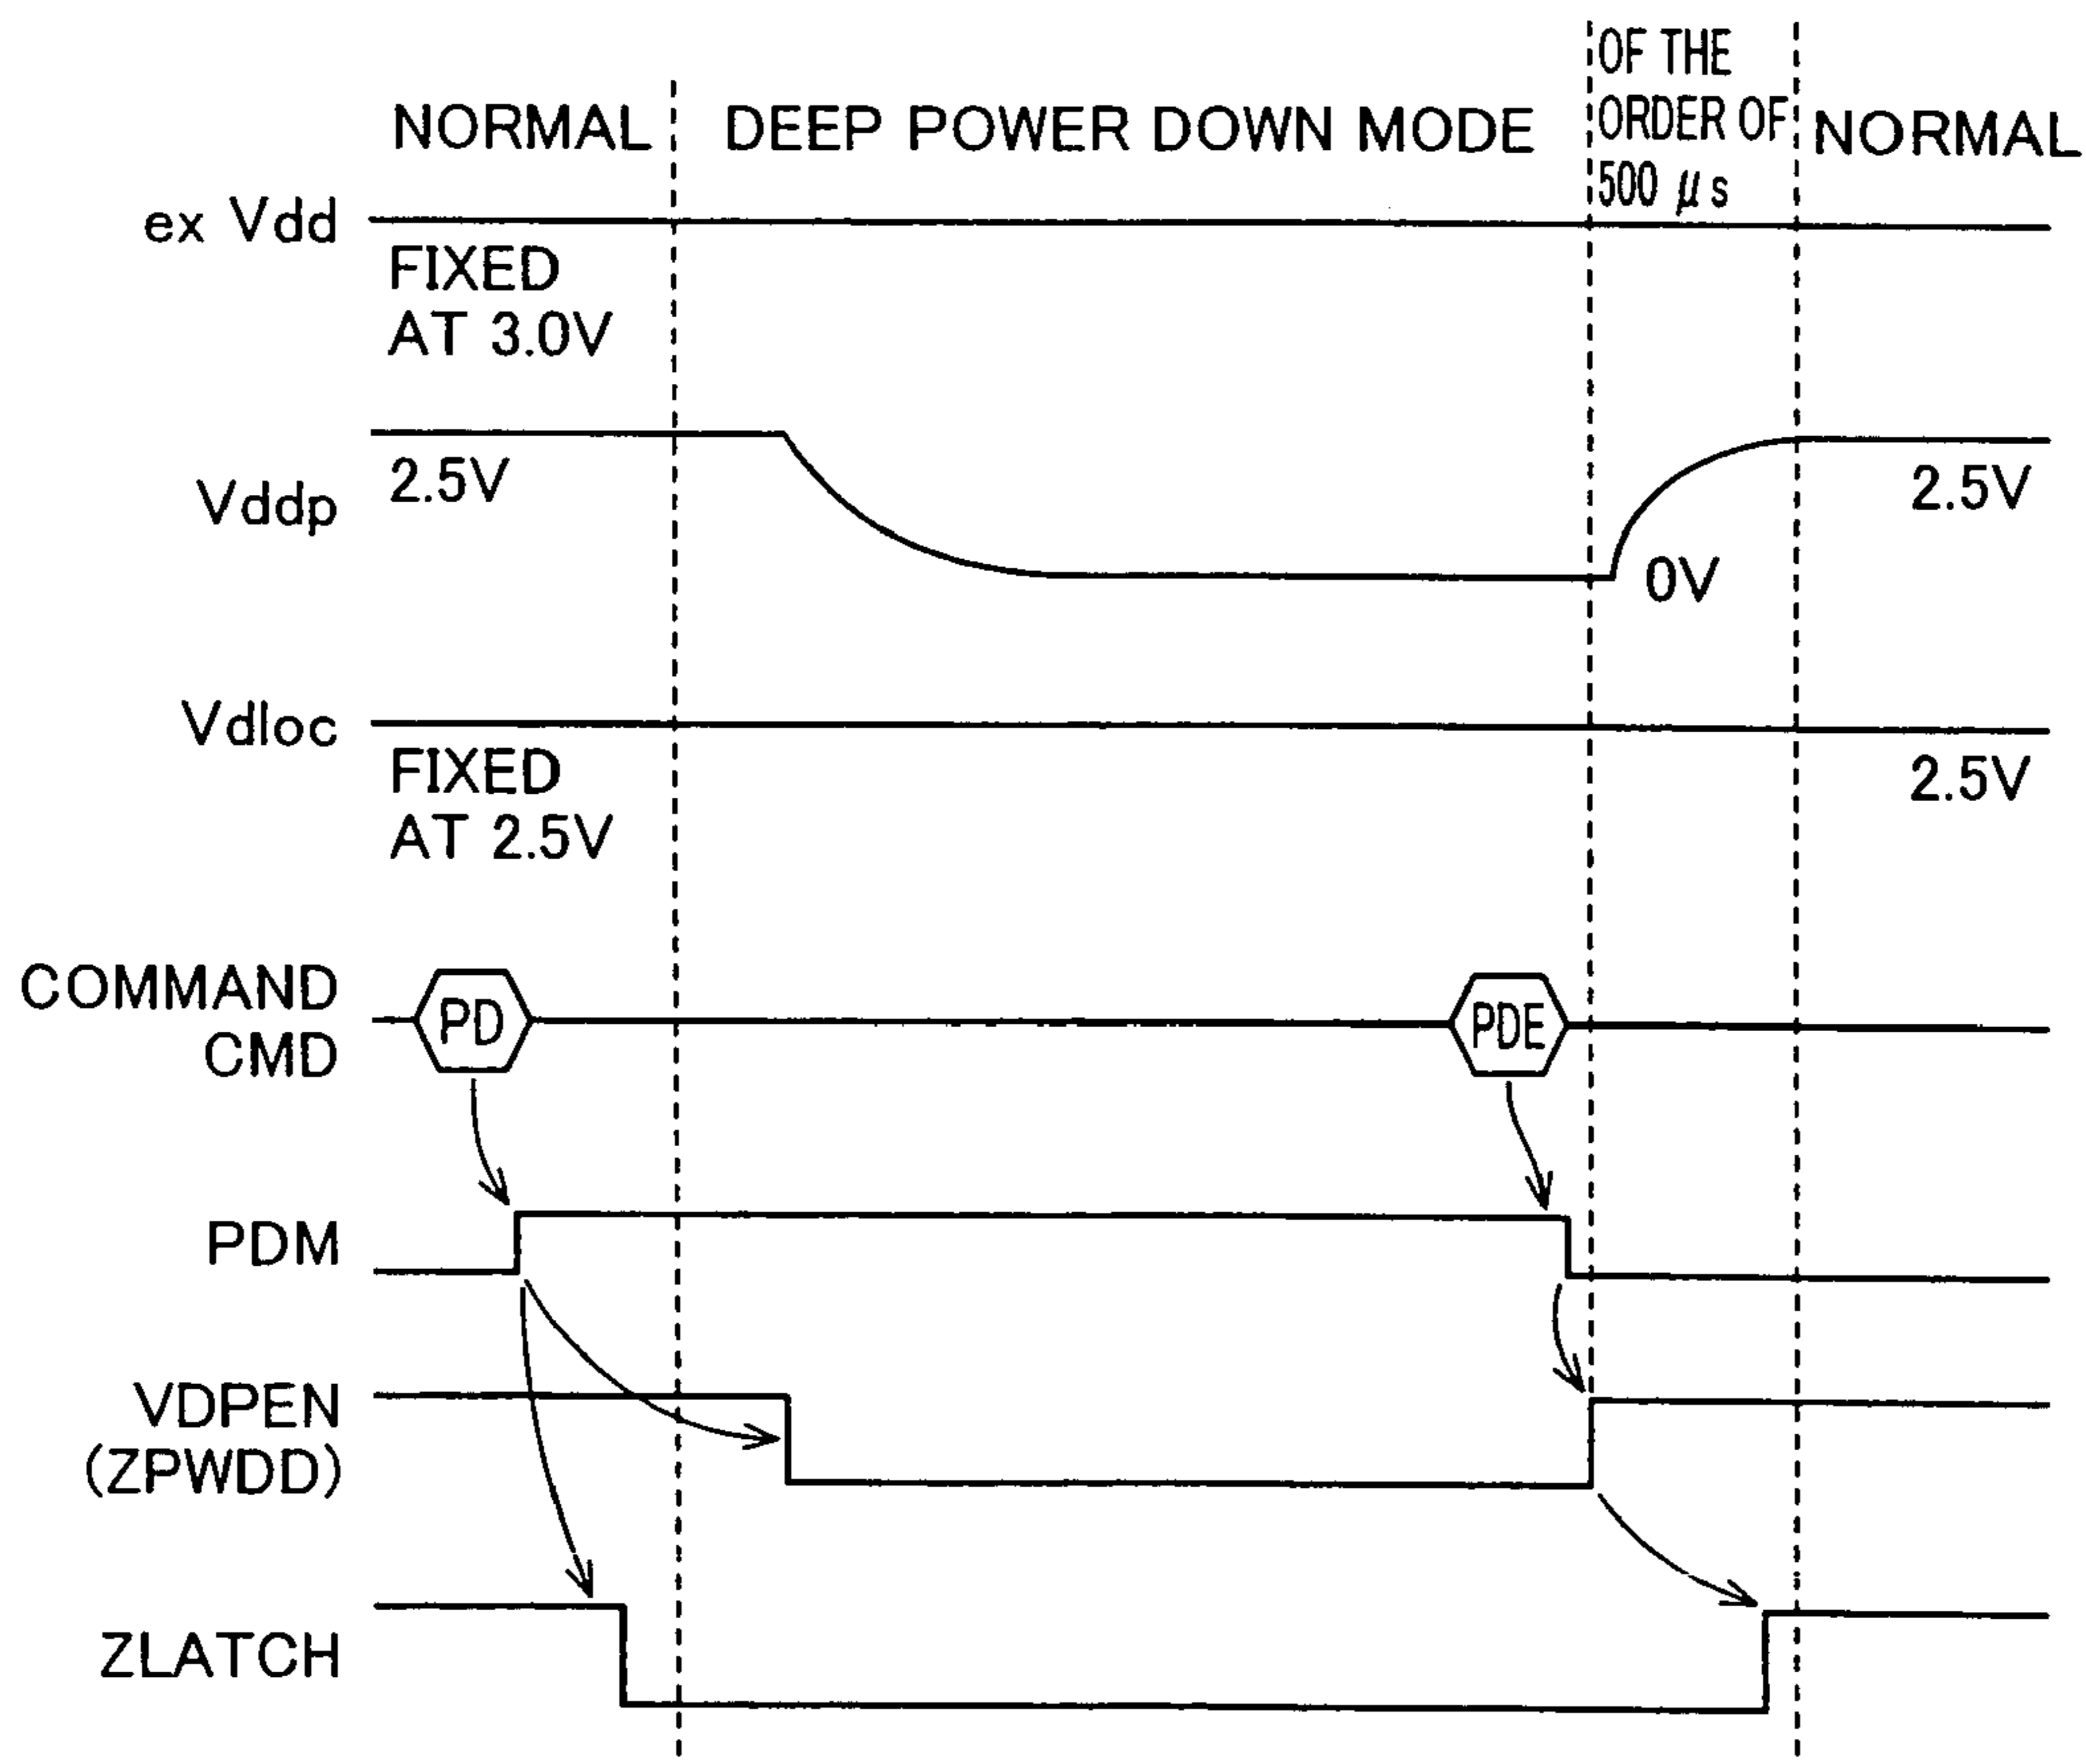 NORMAL
DEEP POWER DOWN MODE
OF THE
ORDER OF
500 μs
NORMAL
ex Vdd
FIXED
AT 3.0V
Vddp
2.5V
0V
2.5V
Vdloc
FIXED
AT 2.5V
2.5V
COMMAND
CMD
PD
PDE
PDM
VDPEN
(ZPWDD)
ZLATCH